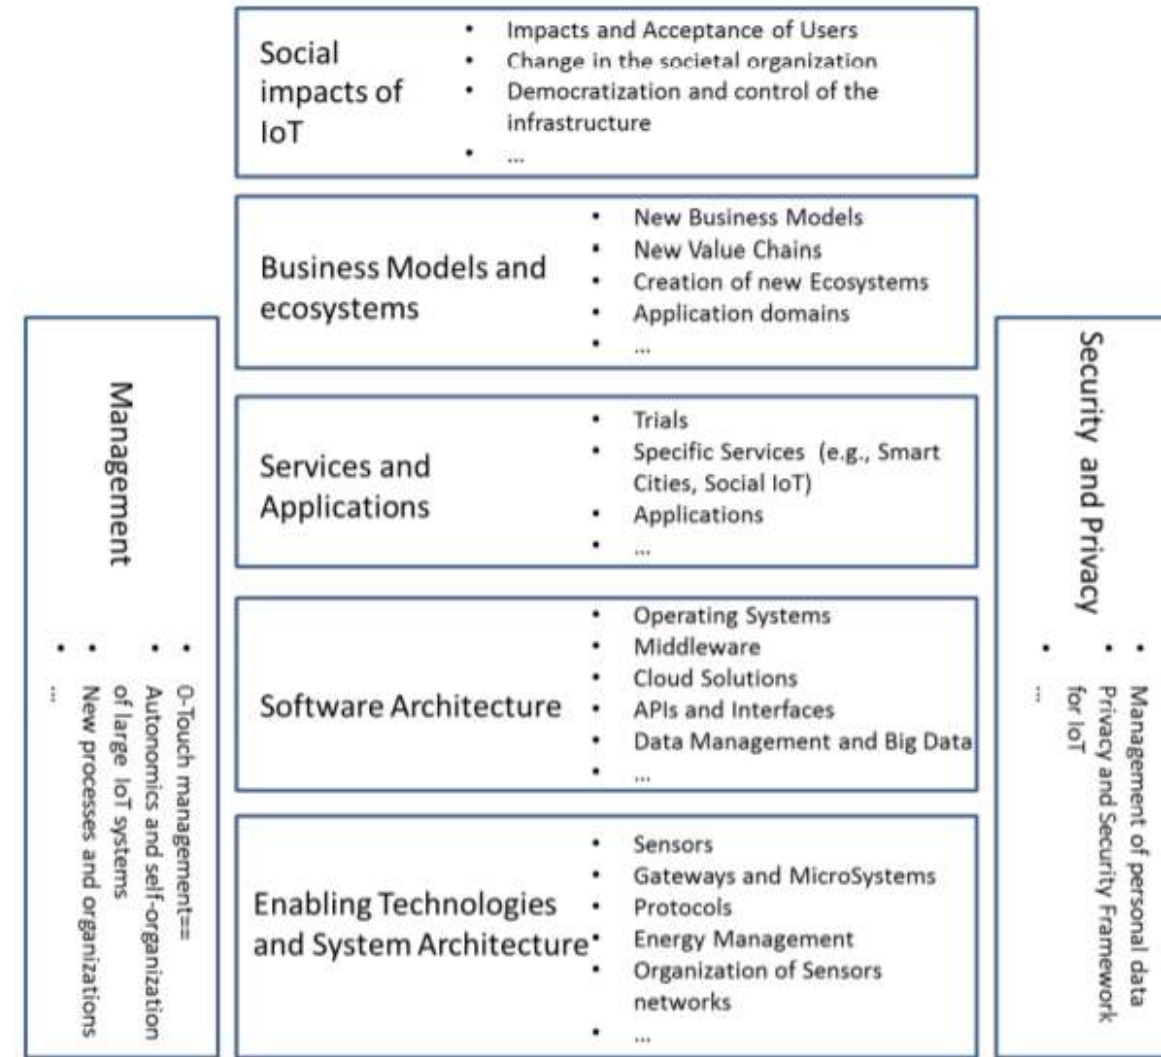 Social
impacts of
IoT
• Impacts and Acceptance of Users
• Change in the societal organization
• Democratization and control of the
infrastructure
• ...
Business Models and
ecosystems
• New Business Models
• New Value Chains
• Creation of new Ecosystems
• Application domains
• ...
Services and
Applications
• Trials
• Specific Services (e.g., Smart
Cities, Social IoT)
• Applications
• ...
Software Architecture
• Operating Systems
• Middleware
• Cloud Solutions
• APIs and Interfaces
• Data Management and Big Data
• ...
Enabling Technologies
and System Architecture
• Sensors
• Gateways and MicroSystems
• Protocols
• Energy Management
• Organization of Sensors
networks
• ...
Management
• 0-Touch management==
• Autonomics and self-organization
of large IoT systems
• New processes and organizations
• ...
Security and Privacy
• Management of personal data
• Privacy and Security Framework
for IoT
• ...